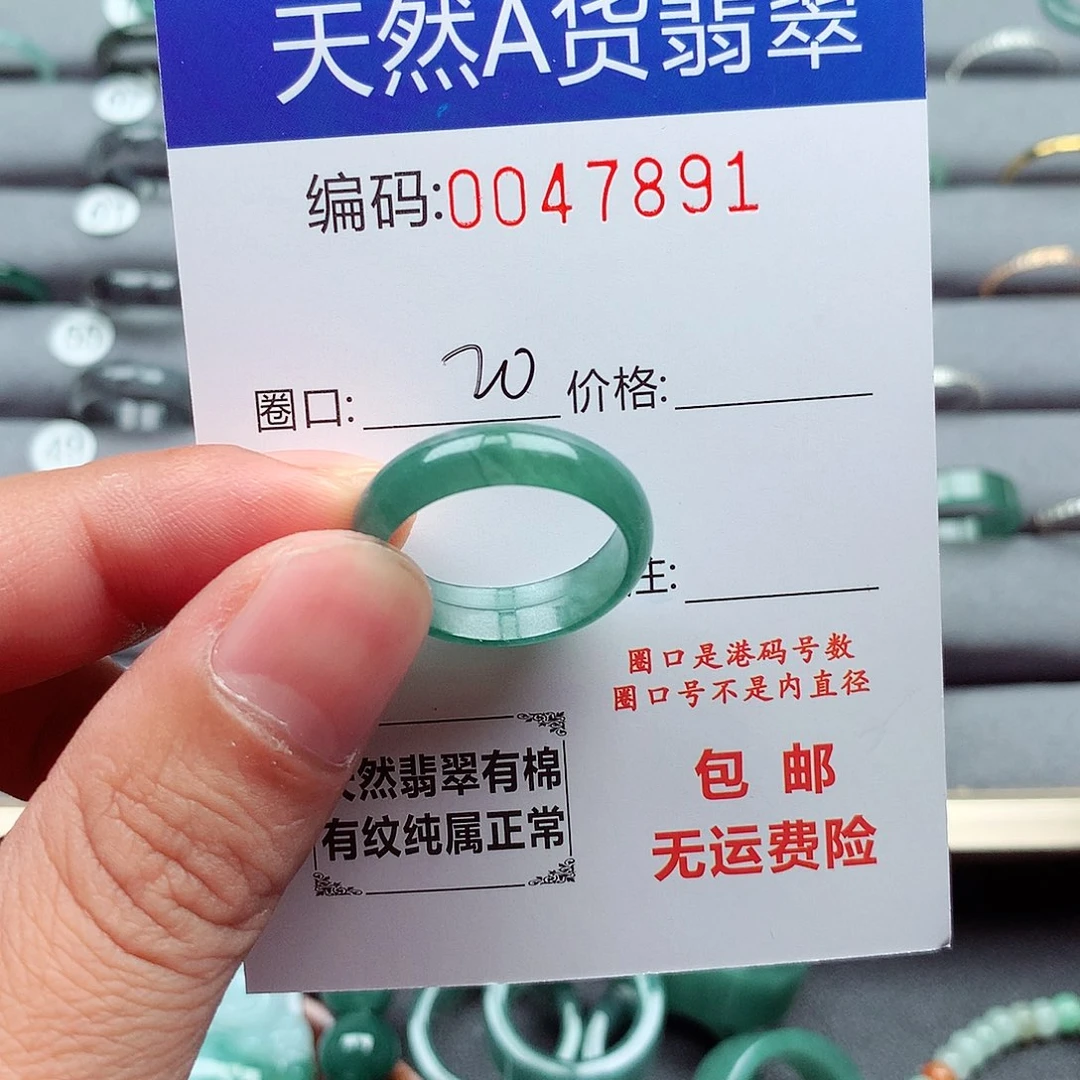 天然A货翡翠
编码:0047891
圈口: 20 价格:
注:
圈口是港码号数
圈口号不是内直径
天然翡翠有棉
有纹纯属正常
包邮
无运费险